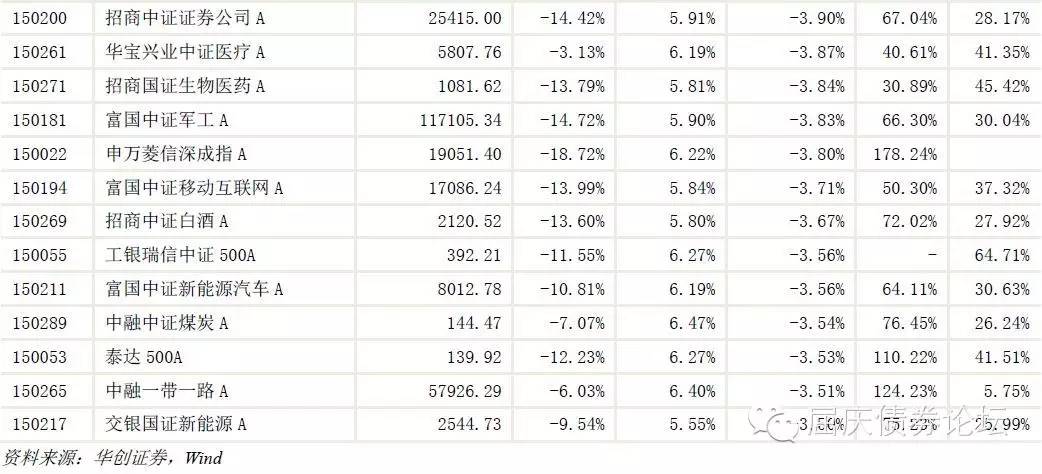 150200 招商中证证券公司 A 25415.00 -14.42% 5.91% -3.90% 67.04% 28.17%
150261 华宝兴业中证医疗 A 5807.76 -3.13% 6.19% -3.87% 40.61% 41.35%
150271 招商国证生物医药 A 1081.62 -13.79% 5.81% -3.84% 30.89% 45.42%
150181 富国中证军工 A 117105.34 -14.72% 5.90% -3.83% 66.30% 30.04%
150022 申万菱信深成指 A 19051.40 -18.72% 6.22% -3.80% 178.24%
150194 富国中证移动互联网 A 17086.24 -13.99% 5.84% -3.71% 50.30% 37.32%
150269 招商中证白酒 A 2120.52 -13.60% 5.80% -3.67% 72.02% 27.92%
150055 工银瑞信中证 500A 392.21 -11.55% 6.27% -3.56% - 64.71%
150211 富国中证新能源汽车 A 8012.78 -10.81% 6.19% -3.56% 64.11% 30.63%
150289 中融中证煤炭 A 144.47 -7.07% 6.47% -3.54% 76.45% 26.24%
150053 泰达 500A 139.92 -12.23% 6.27% -3.53% 110.22% 41.51%
150265 中融一带一路 A 57926.29 -6.03% 6.40% -3.51% 124.23% 5.75%
150217 交银国证新能源 A 2544.73 -9.54% 5.55%
屈庆债券论坛
资料来源：华创证券，Wind